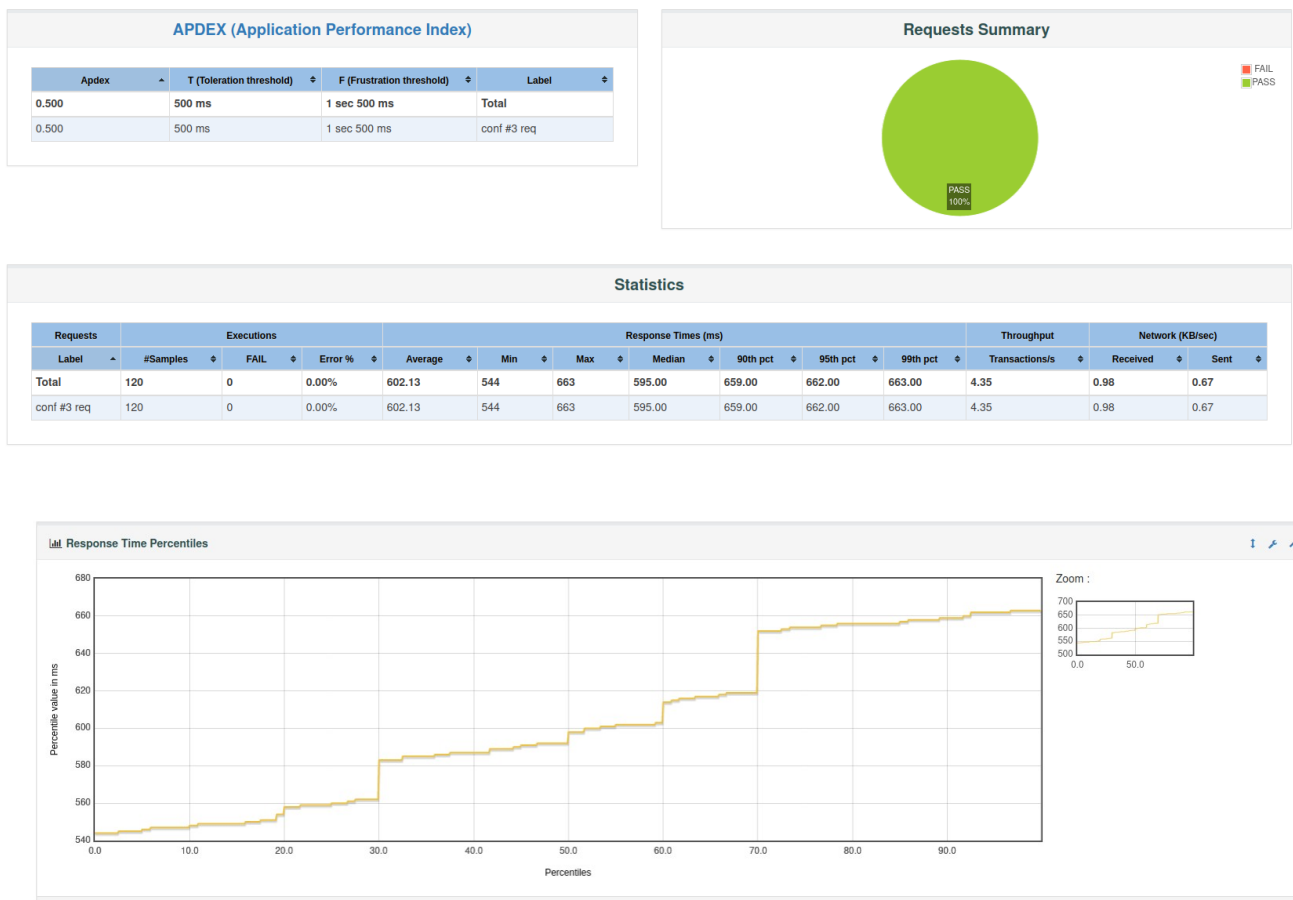 APDEX (Application Performance Index)
Apdex T (Toleration threshold) F (Frustration threshold) Label
0.500 500 ms 1 sec 500 ms Total
0.500 500 ms 1 sec 500 ms conf #3 req
Requests Summary
FAIL
PASS
PASS
100%
Statistics
Requests Executions Response Times (ms) Throughput Network (KB/sec)
Label #Samples FAIL Error % Average Min Max Median 90th pct 95th pct 99th pct Transactions/s Received Sent
Total 120 0 0.00% 602.13 544 663 595.00 659.00 662.00 663.00 4.35 0.98 0.67
conf #3 req 120 0 0.00% 602.13 544 663 595.00 659.00 662.00 663.00 4.35 0.98 0.67
Response Time Percentiles
Percentile value in ms
680
660
640
620
600
580
560
540
0.0 10.0 20.0 30.0 40.0 50.0 60.0 70.0 80.0 90.0
Percentiles
Zoom :
700
650
600
550
500
0.0 50.0